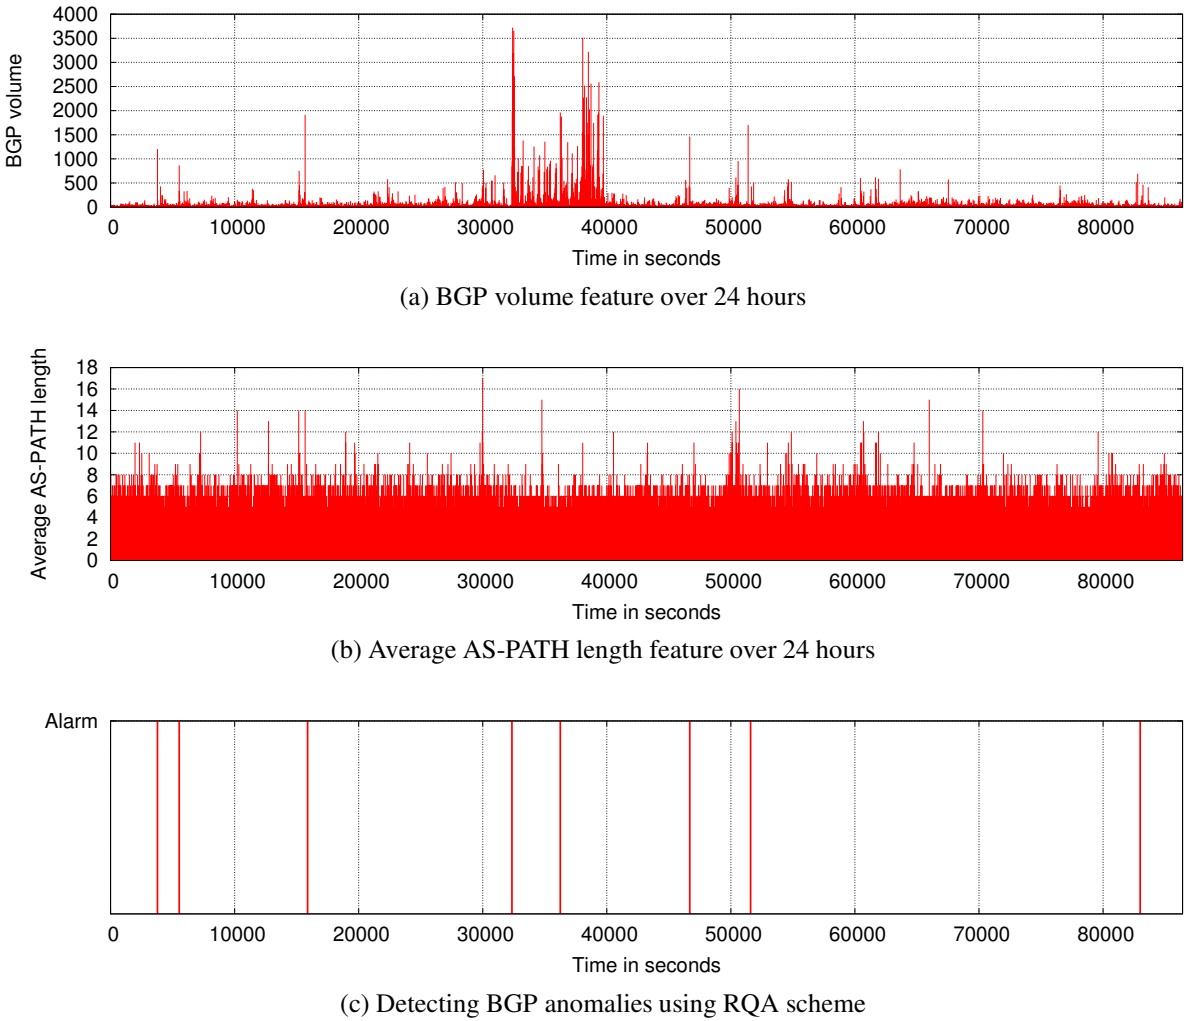 4000
3500
3000
2500
2000
1500
1000
500
0
BGP volume
0 10000 20000 30000 40000 50000 60000 70000 80000
Time in seconds
(a) BGP volume feature over 24 hours
18
16
14
12
10
8
6
4
2
0
Average AS-PATH length
0 10000 20000 30000 40000 50000 60000 70000 80000
Time in seconds
(b) Average AS-PATH length feature over 24 hours
Alarm
0 10000 20000 30000 40000 50000 60000 70000 80000
Time in seconds
(c) Detecting BGP anomalies using RQA scheme